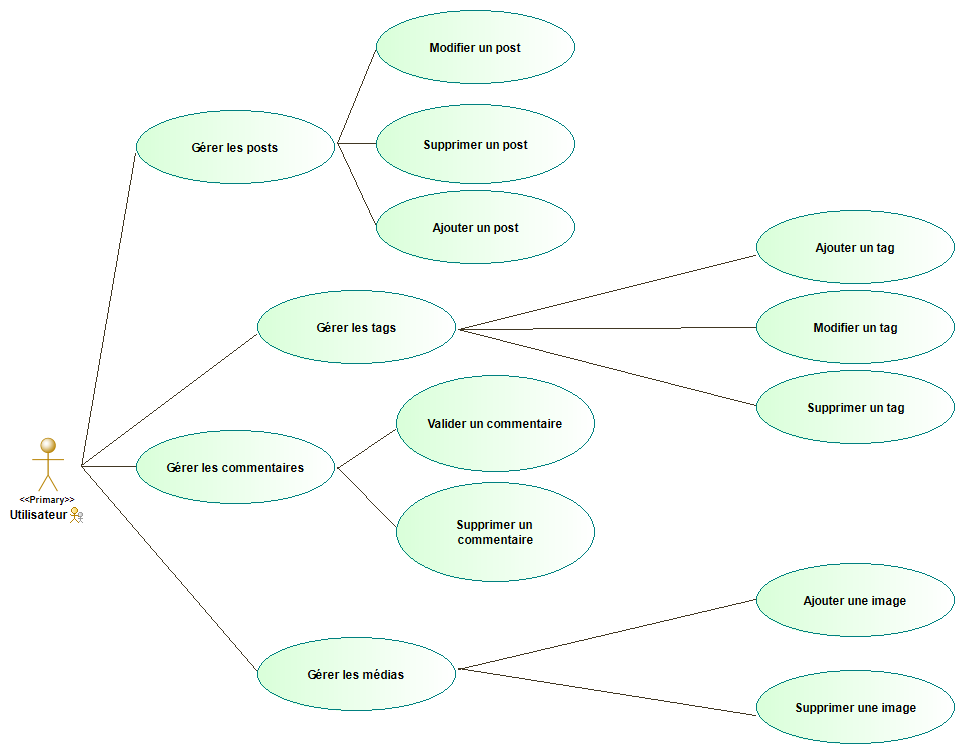 Modifier un post
Gérer les posts
Supprimer un post
Ajouter un post
Ajouter un tag
Gérer les tags
Modifier un tag
Supprimer un tag
Valider un commentaire
Gérer les commentaires
<<Primary>>
Utilisateur
Supprimer un
commentaire
Ajouter une image
Gérer les médias
Supprimer une image